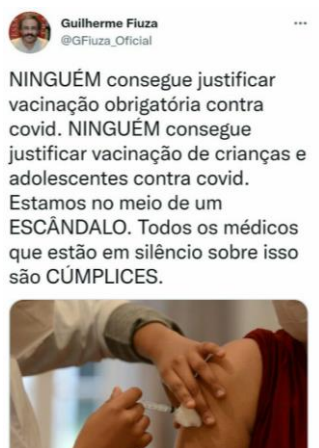 Guilherme Fiuza
@GFiuza_Oficial
NINGUÉM consegue justificar
vacinação obrigatória contra
covid. NINGUÉM consegue
justificar vacinação de crianças e
adolescentes contra covid.
Estamos no meio de um
ESCÂNDALO. Todos os médicos
que estão em silêncio sobre isso
são CÚMPLICES.